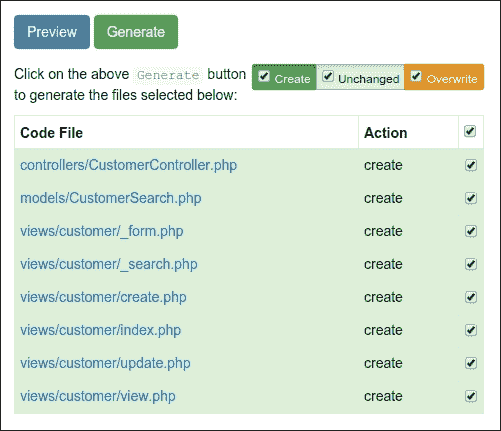 Preview Generate
Click on the above Generate button Create Unchanged Overwrite
to generate the files selected below:
Code File Action
controllers/CustomerController.php create
models/CustomerSearch.php create
views/customer/_form.php create
views/customer/_search.php create
views/customer/create.php create
views/customer/index.php create
views/customer/update.php create
views/customer/view.php create